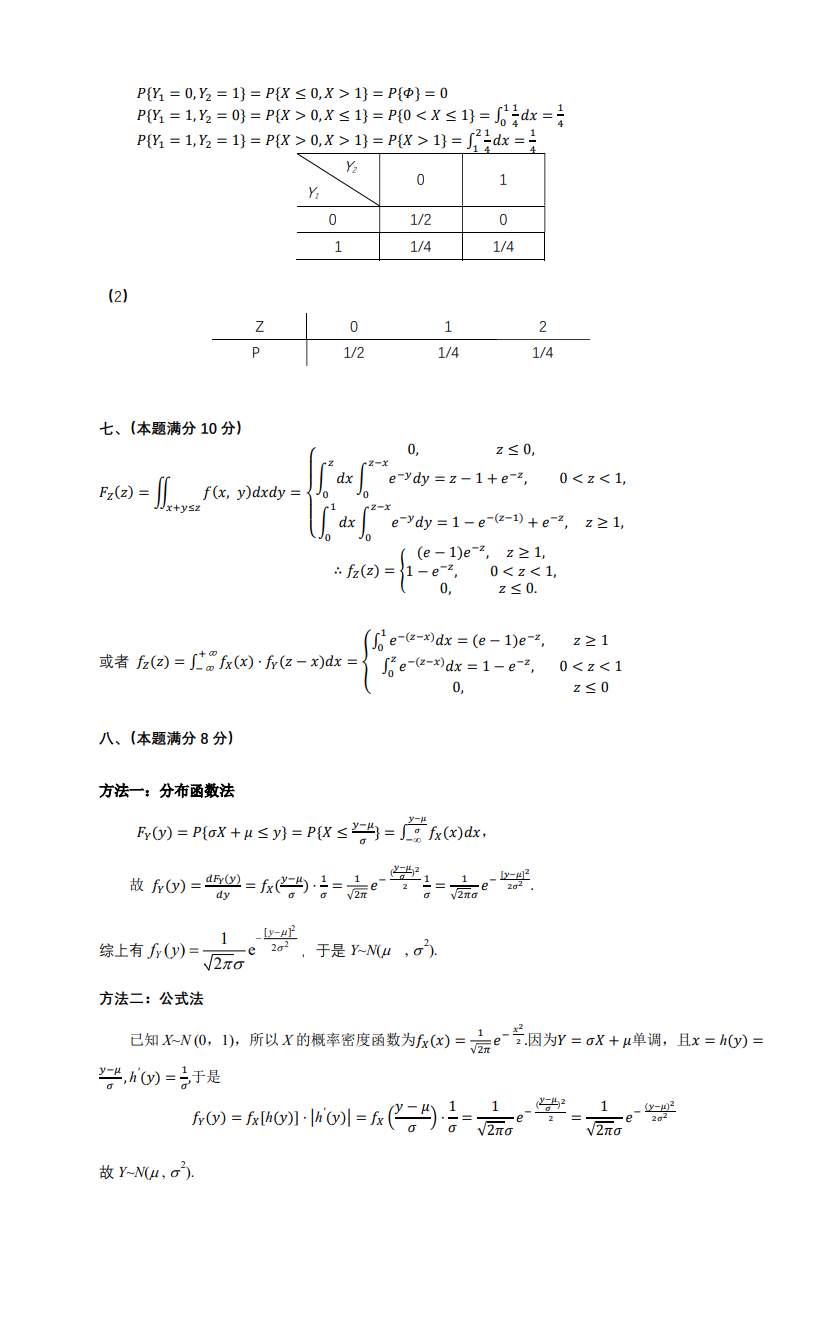 P{Y₁ = 0, Y₂ = 1} = P{X ≤ 0, X > 1} = P{Φ} = 0
P{Y₁ = 1, Y₂ = 0} = P{X > 0, X ≤ 1} = P{0 < X ≤ 1} = ∫₀¹ 1/4 dx = 1/4
P{Y₁ = 1, Y₂ = 1} = P{X > 0, X > 1} = P{X > 1} = ∫₁² 1/4 dx = 1/4
Y₂ 0 1
Y₁
0 1/2 0
1 1/4 1/4
(2)
Z 0 1 2
P 1/2 1/4 1/4
七、(本题满分 10 分)
0, z ≤ 0,
F_Z(z) = ∬_{x+y≤z} f(x, y)dxdy = { ∫₀^z dx ∫₀^{z−x} e^{−y}dy = z − 1 + e^{−z}, 0 < z < 1,
∫₀¹ dx ∫₀^{z−x} e^{−y}dy = 1 − e^{−(z−1)} + e^{−z}, z ≥ 1,
(e − 1)e^{−z}, z ≥ 1,
∴ f_Z(z) = { 1 − e^{−z}, 0 < z < 1,
0, z ≤ 0.
∫₀¹ e^{−(z−x)}dx = (e − 1)e^{−z}, z ≥ 1
或者 f_Z(z) = ∫_{−∞}^{+∞} f_X(x) · f_Y(z − x)dx = { ∫₀^z e^{−(z−x)}dx = 1 − e^{−z}, 0 < z < 1
0, z ≤ 0
八、(本题满分 8 分)
方法一：分布函数法
F_Y(y) = P{σX + μ ≤ y} = P{X ≤ (y−μ)/σ} = ∫_{−∞}^{(y−μ)/σ} f_X(x)dx，
故 f_Y(y) = dF_Y(y)/dy = f_X((y−μ)/σ) · 1/σ = 1/√(2π) e^{−((y−μ)/σ)²/2} 1/σ = 1/(√(2π)σ) e^{−[y−μ]²/(2σ²)}.
综上有 f_Y(y) = 1/(√(2π)σ) e^{−[y−μ]²/(2σ²)}，于是 Y~N(μ , σ²).
方法二：公式法
已知 X~N (0，1)，所以 X 的概率密度函数为f_X(x) = 1/√(2π) e^{−x²/2}.因为Y = σX + μ单调，且x = h(y) =
(y−μ)/σ, h′(y) = 1/σ,于是
f_Y(y) = f_X[h(y)] · |h′(y)| = f_X((y − μ)/σ) · 1/σ = 1/(√(2π)σ) e^{−((y−μ)/σ)²/2} = 1/(√(2π)σ) e^{−(y−μ)²/(2σ²)}
故 Y~N(μ , σ²).